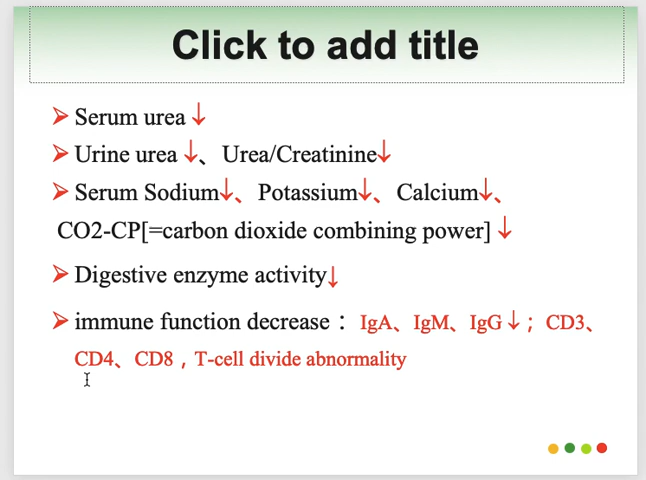 Click to add title
➢ Serum urea ↓
➢ Urine urea ↓、Urea/Creatinine↓
➢ Serum Sodium↓、Potassium↓、Calcium↓、
CO2-CP[=carbon dioxide combining power] ↓
➢ Digestive enzyme activity↓
➢ immune function decrease： IgA、IgM、IgG↓；CD3、
CD4、CD8，T-cell divide abnormality